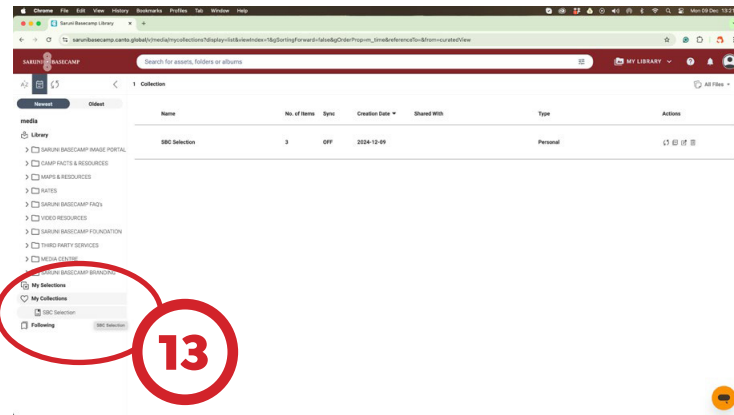 Chrome File Edit View History Bookmarks Profiles Tab Window Help Mon 09 Dec 13:21
Saruni Basecamp Library
sarunibasecamp.canto.global/v/media/mycollections?display=list&viewIndex=1&gSortingForward=false&gOrderProp=m_time&referenceTo=&from=curatedView
SARUNI BASECAMP Search for assets, folders or albums MY LIBRARY
1 Collection All Files
Newest Oldest
media
Name No. of Items Sync Creation Date Shared With Type Actions
Library
SARUNI BASECAMP IMAGE PORTAL
SBC Selection 3 OFF 2024-12-09 Personal
CAMP FACTS & RESOURCES
MAPS & RESOURCES
RATES
SARUNI BASECAMP FAQs
VIDEO RESOURCES
SARUNI BASECAMP FOUNDATION
THIRD PARTY SERVICES
MEDIA CENTRE
SARUNI BASECAMP BRANDING
My Selections
My Collections
SBC Selection
Following SBC Selection
13